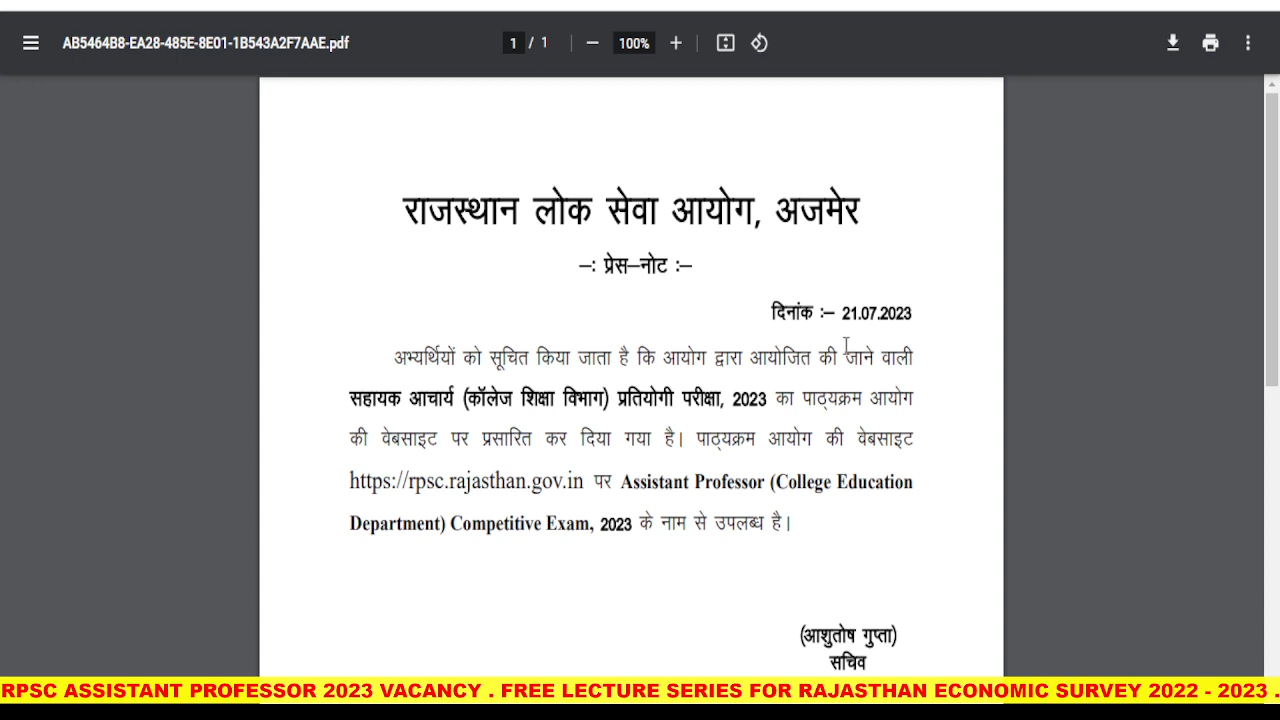 AB5464B8-EA28-485E-8E01-1B543A2F7AAE.pdf
1 / 1
100%
राजस्थान लोक सेवा आयोग, अजमेर
–: प्रेस–नोट :–
दिनांक :– 21.07.2023
अभ्यर्थियों को सूचित किया जाता है कि आयोग द्वारा आयोजित की जाने वाली
सहायक आचार्य (कॉलेज शिक्षा विभाग) प्रतियोगी परीक्षा, 2023 का पाठ्यक्रम आयोग
की वेबसाइट पर प्रसारित कर दिया गया है। पाठ्यक्रम आयोग की वेबसाइट
https://rpsc.rajasthan.gov.in पर Assistant Professor (College Education
Department) Competitive Exam, 2023 के नाम से उपलब्ध है।
(आशुतोष गुप्ता)
सचिव
RPSC ASSISTANT PROFESSOR 2023 VACANCY . FREE LECTURE SERIES FOR RAJASTHAN ECONOMIC SURVEY 2022 - 2023 .